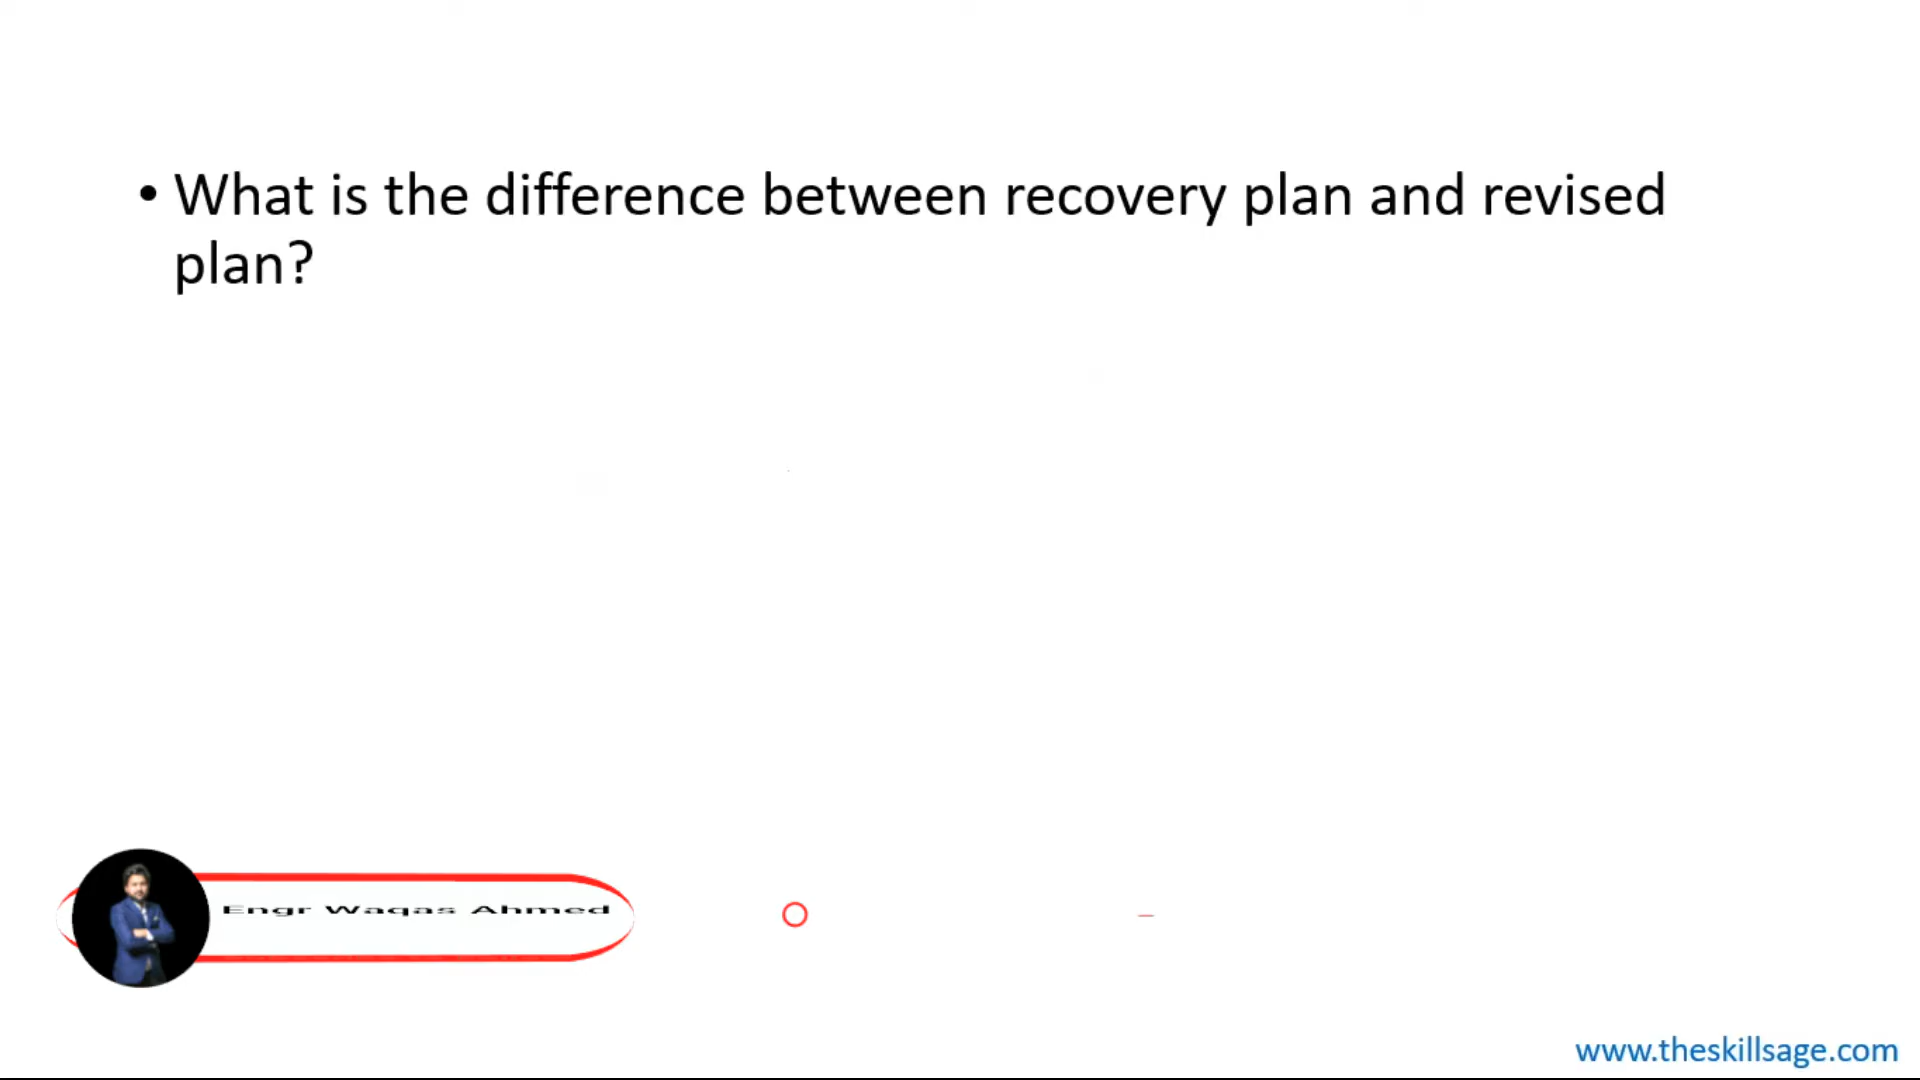 • What is the difference between recovery plan and revised
plan?
Engr Waqas Ahmed
www.theskillsage.com